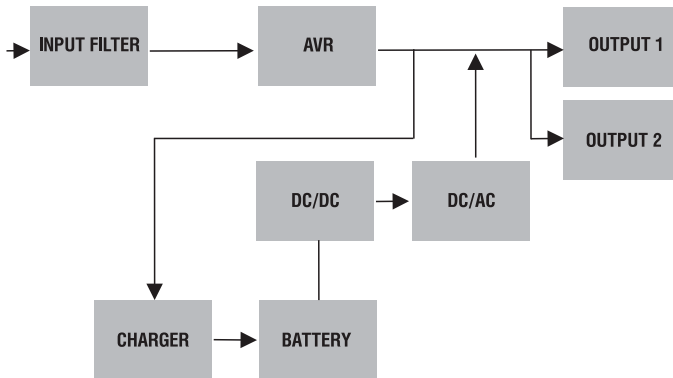 INPUT FILTER
AVR
OUTPUT 1
OUTPUT 2
DC/DC
DC/AC
CHARGER
BATTERY